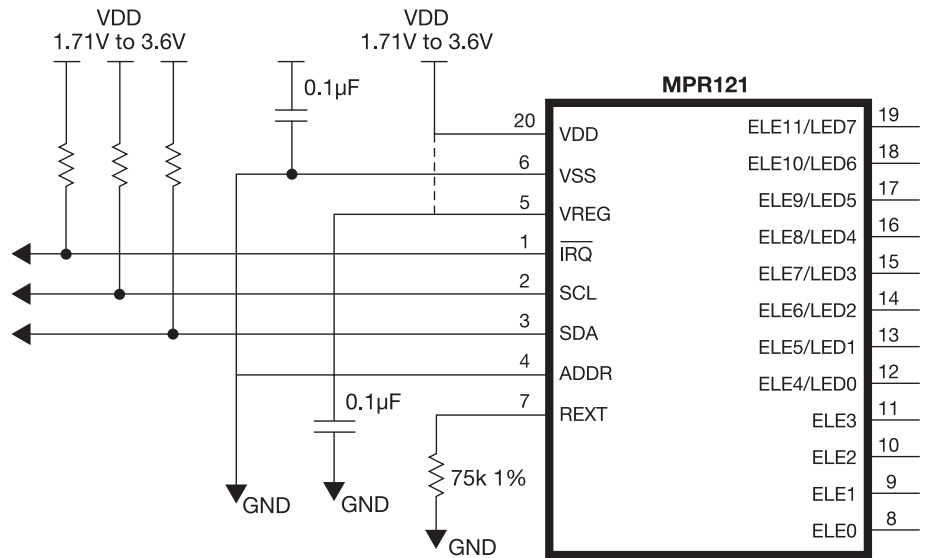 VDD
1.71V to 3.6V
VDD
1.71V to 3.6V
0.1µF
MPR121
20 VDD
6 VSS
5 VREG
1 IRQ
2 SCL
3 SDA
4 ADDR
7 REXT
ELE11/LED7 19
ELE10/LED6 18
ELE9/LED5 17
ELE8/LED4 16
ELE7/LED3 15
ELE6/LED2 14
ELE5/LED1 13
ELE4/LED0 12
ELE3 11
ELE2 10
ELE1 9
ELE0 8
0.1µF
75k 1%
GND
GND
GND